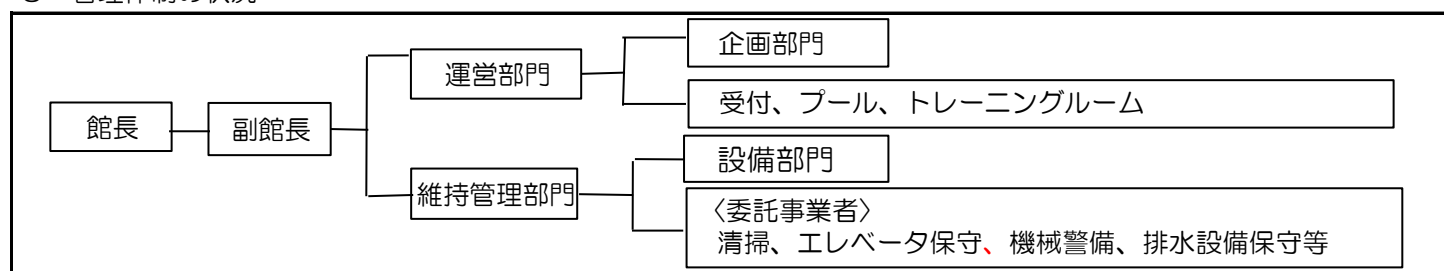 館長
副館長
運営部門
企画部門
受付、プール、トレーニングルーム
維持管理部門
設備部門
〈委託事業者〉
清掃、エレベータ保守、機械警備、排水設備保守等